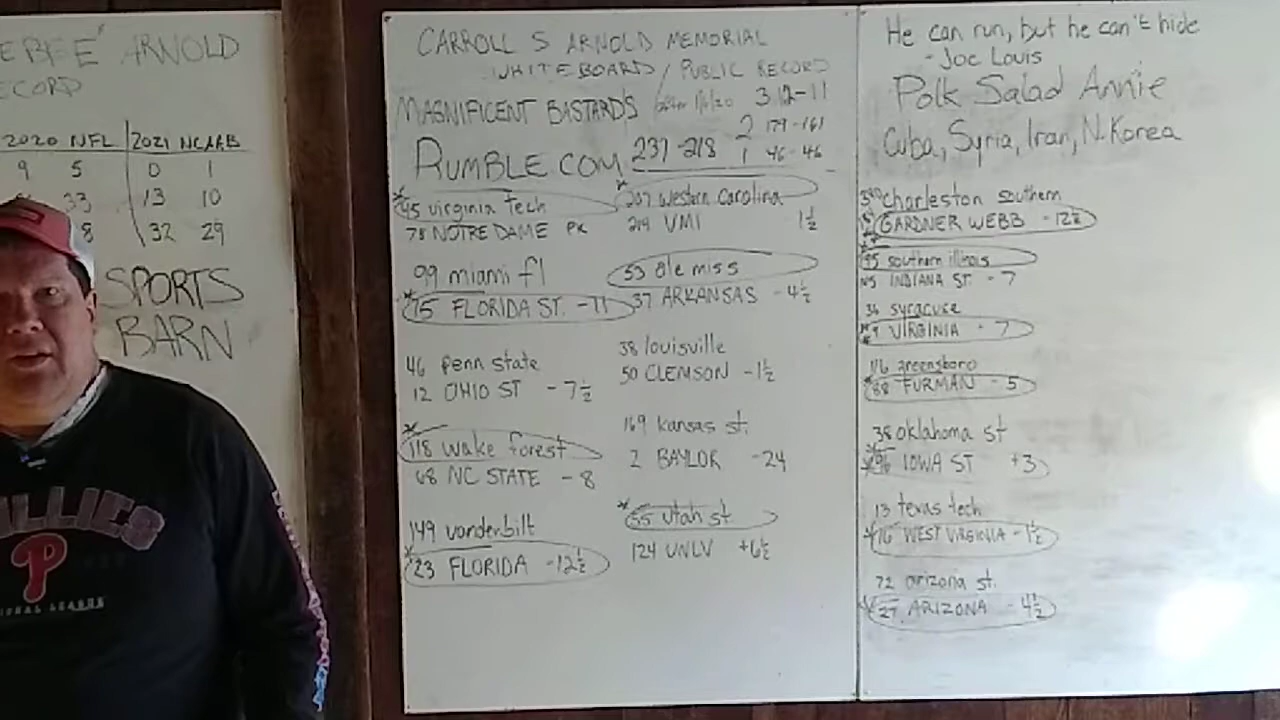 EBEE" ARNOLD
ECORD
2020 NFL 2021 NCAAB
9 5 0 1
33 13 10
8 32 29
SPORTS
BARN
PHILLIES
P
NATIONAL LEAGUE
CARROLL S ARNOLD MEMORIAL
WHITEBOARD / PUBLIC RECORD
MAGNIFICENT BASTARDS 3 12-11
2 179-161
RUMBLE.COM 237-218 1 46-46
*45 virginia tech
78 NOTRE DAME PK
99 miami fl
*15 FLORIDA ST. -11
46 penn state
12 OHIO ST -7½
*118 wake forest
68 NC STATE -8
149 vanderbilt
*23 FLORIDA -12½
*207 western Carolina
219 VMI 1½
53 ole miss
37 ARKANSAS -4½
38 louisville
50 CLEMSON -1½
169 kansas st.
2 BAYLOR -24
*55 utah st
124 UNLV +6½
He can run, but he can't hide
- Joe Louis
Polk Salad Annie
Cuba, Syria, Iran, N. Korea
charleston southern
GARDNER WEBB -12½
southern illinois
INDIANA ST. -7
36 syracuse
VIRGINIA -7
116 greensboro
*88 FURMAN -5
38 oklahoma st
IOWA ST +3
13 texas tech
*16 WEST VIRGINIA -1½
72 arizona st.
*27 ARIZONA -4½